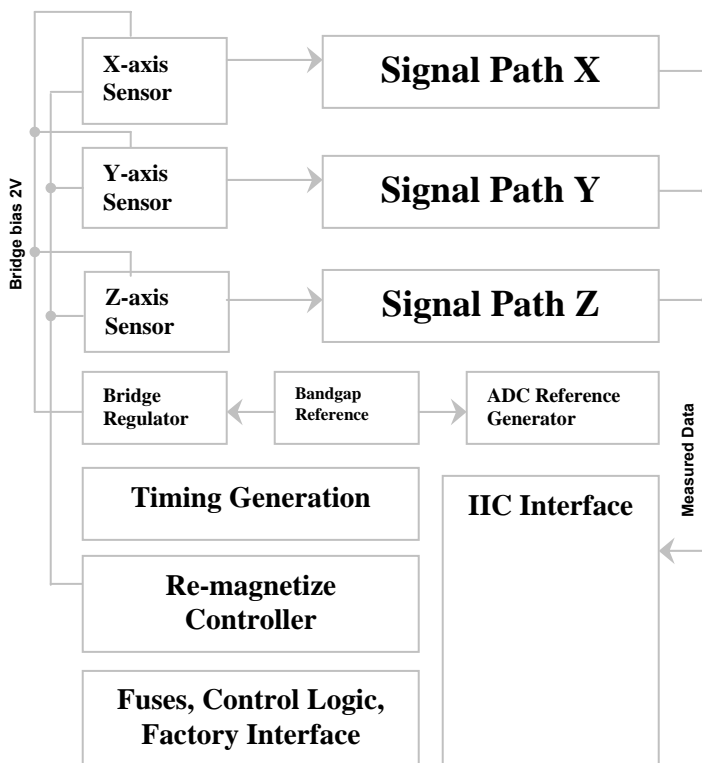 X-axis
Sensor
Signal Path X
Y-axis
Sensor
Signal Path Y
Bridge bias 2V
Z-axis
Sensor
Signal Path Z
Bridge
Regulator
Bandgap
Reference
ADC Reference
Generator
Measured Data
Timing Generation
IIC Interface
Re-magnetize
Controller
Fuses, Control Logic,
Factory Interface